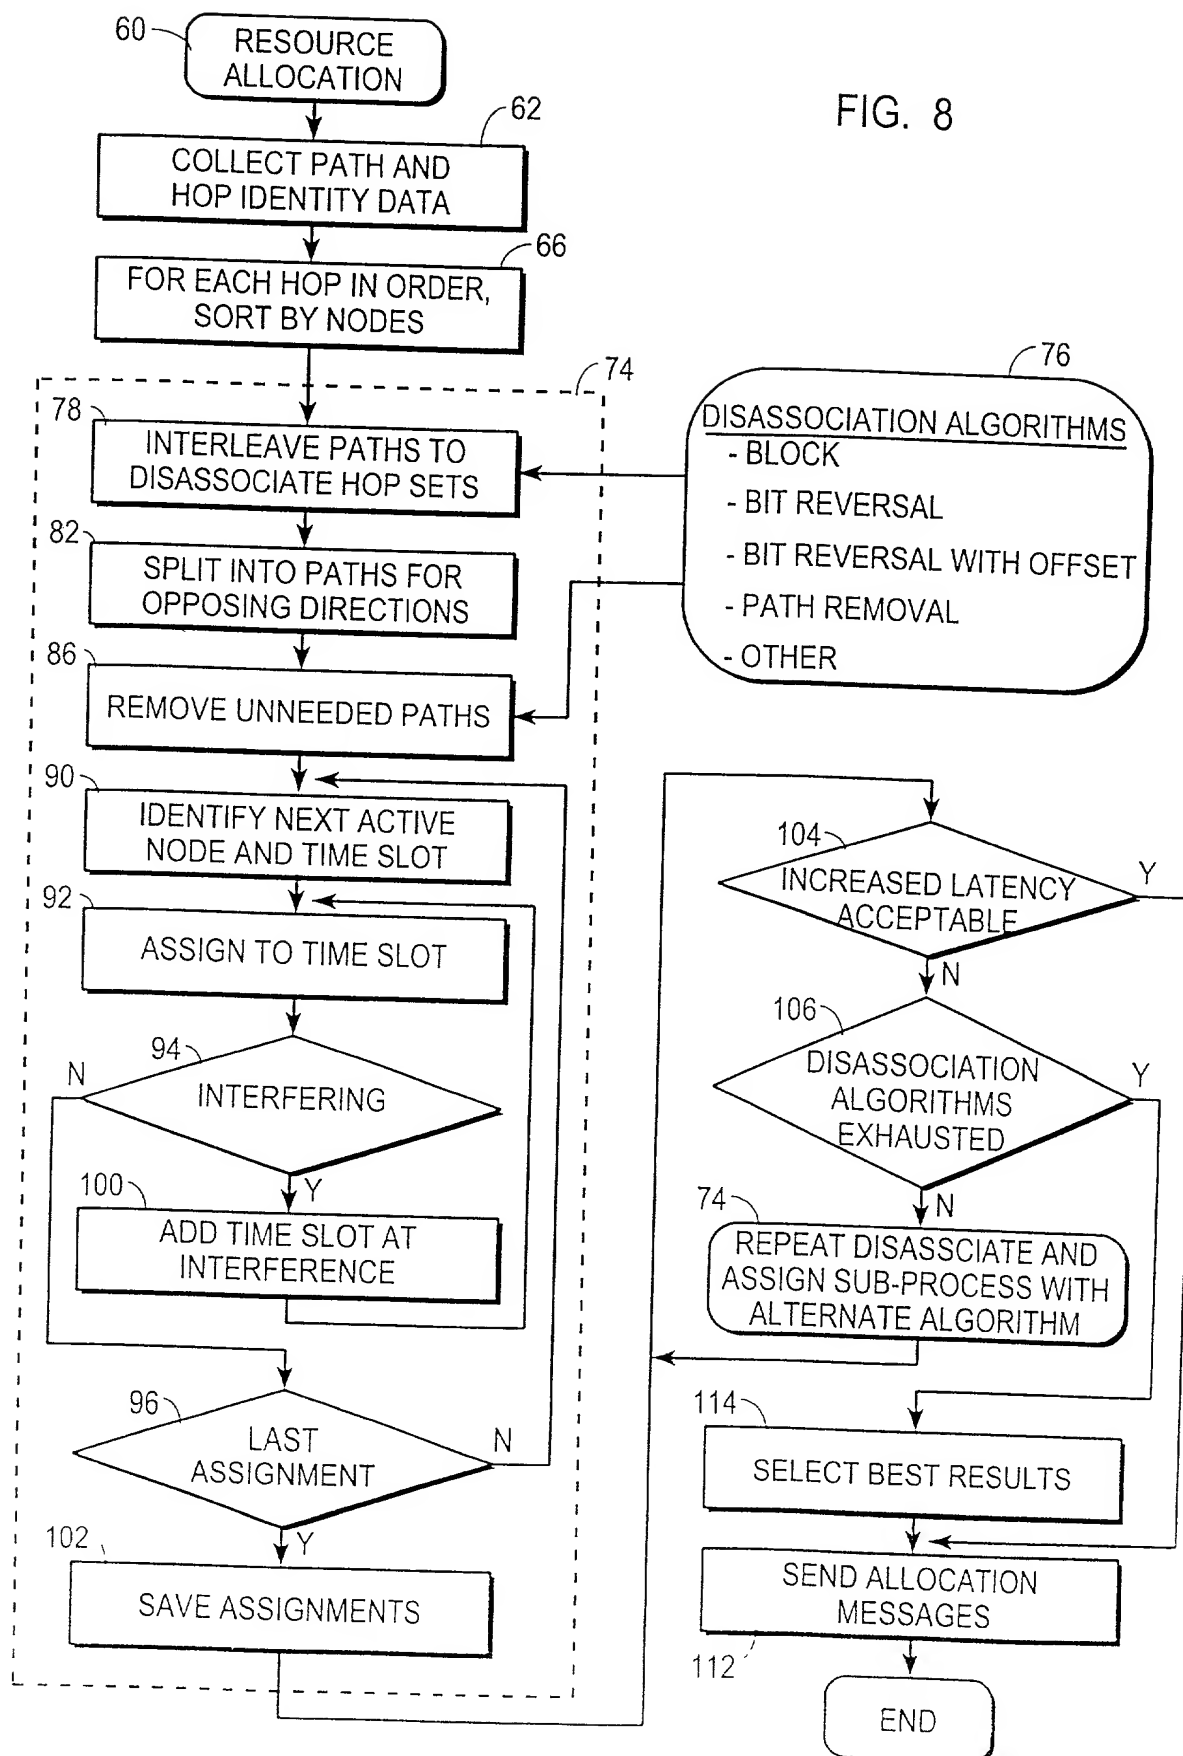 FIG. 8
60
RESOURCE
ALLOCATION
62
COLLECT PATH AND
HOP IDENTITY DATA
66
FOR EACH HOP IN ORDER,
SORT BY NODES
74
78
INTERLEAVE PATHS TO
DISASSOCIATE HOP SETS
82
SPLIT INTO PATHS FOR
OPPOSING DIRECTIONS
86
REMOVE UNNEEDED PATHS
90
IDENTIFY NEXT ACTIVE
NODE AND TIME SLOT
92
ASSIGN TO TIME SLOT
94
N
INTERFERING
Y
100
ADD TIME SLOT AT
INTERFERENCE
96
LAST
ASSIGNMENT
N
Y
102
SAVE ASSIGNMENTS
76
DISASSOCIATION ALGORITHMS
- BLOCK
- BIT REVERSAL
- BIT REVERSAL WITH OFFSET
- PATH REMOVAL
- OTHER
104
INCREASED LATENCY
ACCEPTABLE
Y
N
106
DISASSOCIATION
ALGORITHMS
EXHAUSTED
Y
N
74
REPEAT DISASSCIATE AND
ASSIGN SUB-PROCESS WITH
ALTERNATE ALGORITHM
114
SELECT BEST RESULTS
SEND ALLOCATION
MESSAGES
112
END